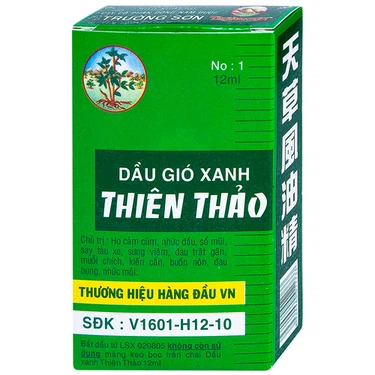 TRƯỜNG SƠN
No : 1
12ml
DẦU GIÓ XANH
THIÊN THẢO
Chủ trị : Ho cảm cúm, nhức đầu, sổ mũi,
say tàu xe, sưng viêm, đau trật gân,
muỗi chích, kiến cắn, buồn nôn, đau
bụng, nhức mỏi.
THƯƠNG HIỆU HÀNG ĐẦU VN
SĐK : V1601-H12-10
Bắt đầu từ LSX 020805 không còn sử
dụng màng keo bọc trên chai Dầu
xanh Thiên Thảo 12ml
天草風油精